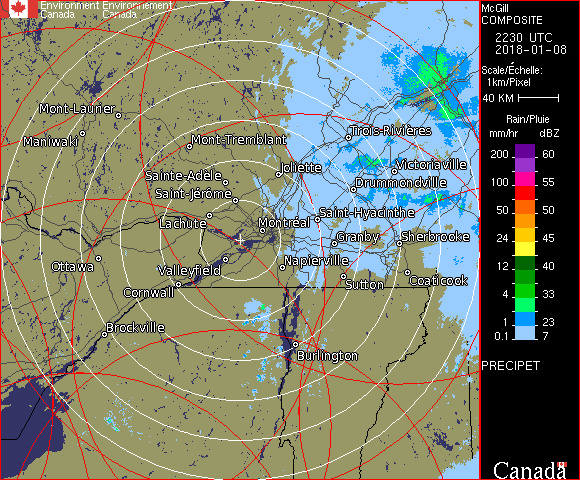 Environment Environnement
Canada Canada
McGill
COMPOSITE
2230 UTC
2018-01-08
Scale/Échelle:
1km/Pixel
40 KM
Rain/Pluie
mm/hr dBZ
200 60
100 55
50 50
24 45
12 40
4 33
1 23
0.1 7
PRECIPET
Canada
Mont-Laurier
Maniwaki
Mont-Tremblant
Trois-Rivières
Joliette
Victoriaville
Sainte-Adèle
Drummondville
Saint-Jérôme
Lachute
Saint-Hyacinthe
Montréal
Granby
Sherbrooke
Ottawa
Valleyfield
Napierville
Cornwall
Sutton
Coaticook
Brockville
Burlington